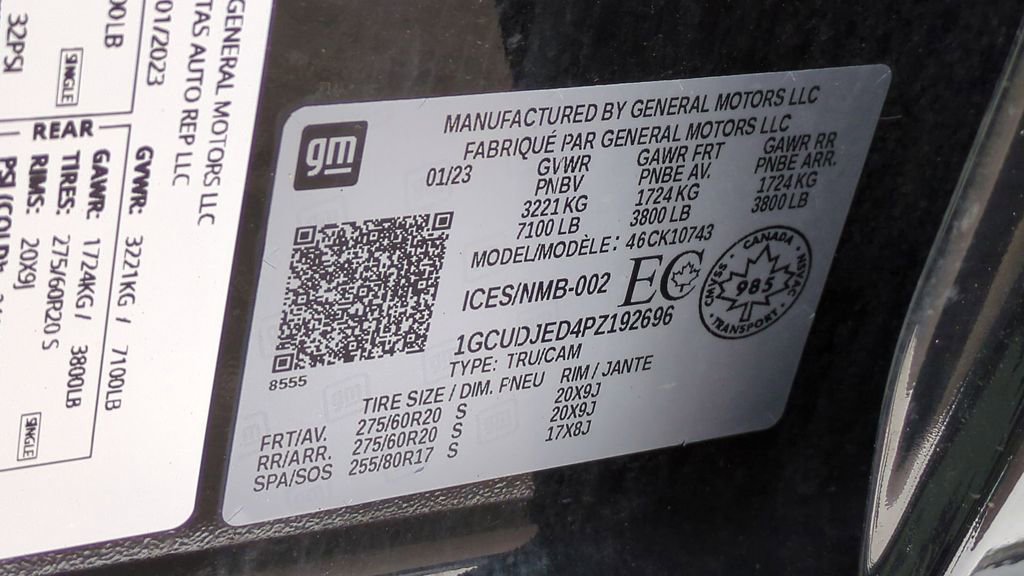 GENERAL MOTORS LLC
TAS AUTO REP LLC
01/2023
00LB
32PSI
SINGLE
REAR
GVWR: 3221KG / 7100LB
GAWR: 1724KG / 3800LB
TIRES: 275/60R20 S
RIMS: 20X9J
SINGLE
gm
MANUFACTURED BY GENERAL MOTORS LLC
FABRIQUÉ PAR GENERAL MOTORS LLC
01/23 GVWR GAWR FRT GAWR RR
PNBV PNBE AV. PNBE ARR.
3221 KG 1724 KG 1724 KG
7100 LB 3800 LB 3800 LB
MODEL/MODÈLE: 46CK10743
ICES/NMB-002 EC
CANADA
CMVSS 985 NSVAC
TRANSPORT
1GCUDJED4PZ192696
TYPE: TRU/CAM
8555
TIRE SIZE / DIM. PNEU RIM / JANTE
FRT/AV. 275/60R20 S 20X9J
RR/ARR. 275/60R20 S 20X9J
SPA/SOS 255/80R17 S 17X8J